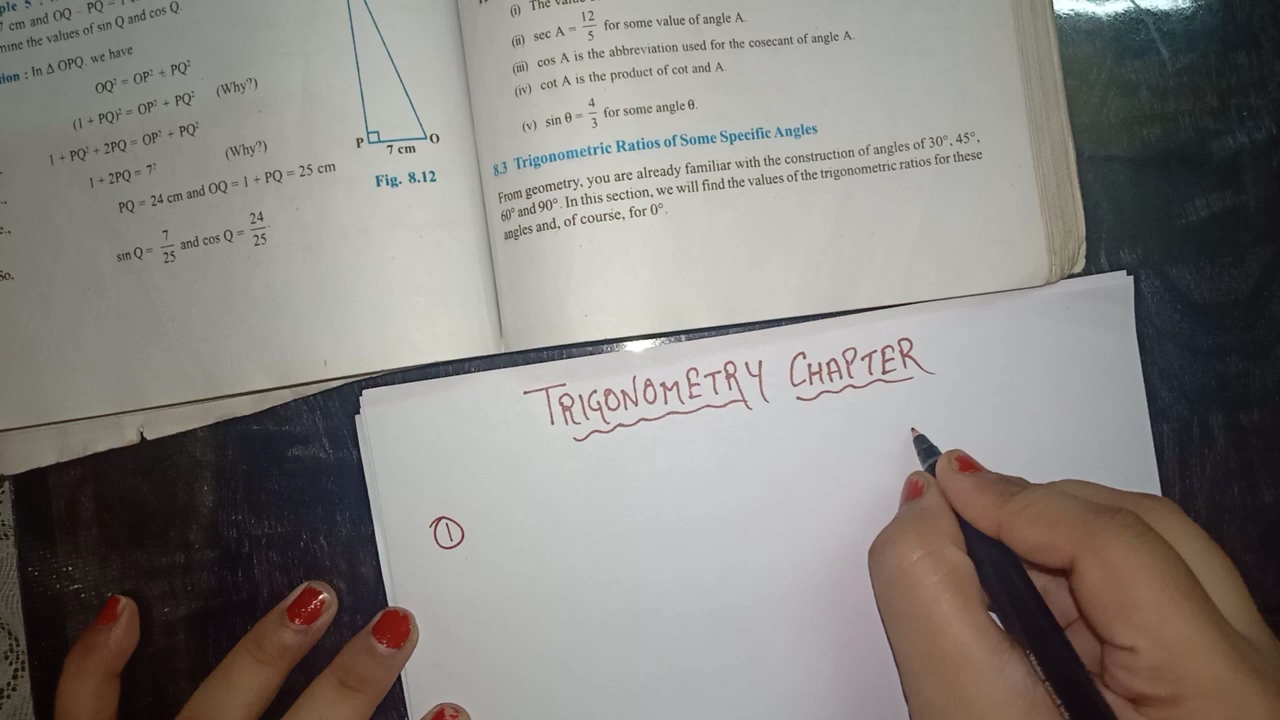 ple 5 :
7 cm and OQ – PQ = 1
mine the values of sin Q and cos Q.
tion : In Δ OPQ, we have
OQ² = OP² + PQ²
(1 + PQ)² = OP² + PQ² (Why?)
1 + PQ² + 2PQ = OP² + PQ²
1 + 2PQ = 7² (Why?)
PQ = 24 cm and OQ = 1 + PQ = 25 cm
So,
sin Q = 7/25 and cos Q = 24/25.
P
O
7 cm
Fig. 8.12
(i) The value
(ii) sec A = 12/5 for some value of angle A.
(iii) cos A is the abbreviation used for the cosecant of angle A.
(iv) cot A is the product of cot and A.
(v) sin θ = 4/3 for some angle θ.
8.3 Trigonometric Ratios of Some Specific Angles
From geometry, you are already familiar with the construction of angles of 30°, 45°,
60° and 90°. In this section, we will find the values of the trigonometric ratios for these
angles and, of course, for 0°.
TRIGONOMETRY CHAPTER
①